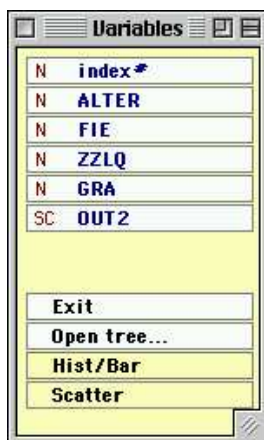 Variables
N index#
N ALTER
N FIE
N ZZLQ
N GRA
SC OUT2
Exit
Open tree...
Hist/Bar
Scatter